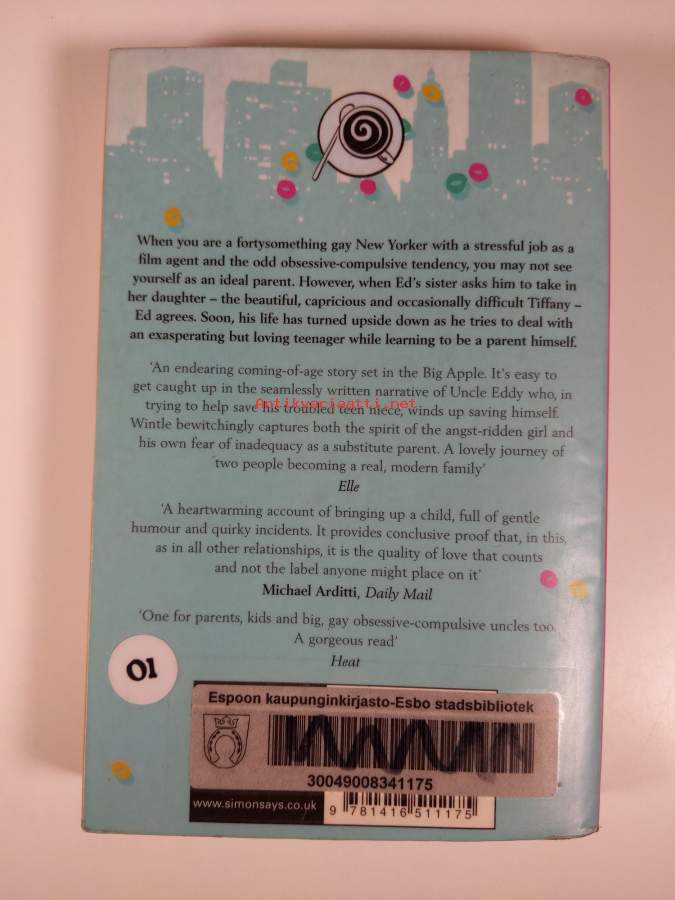 When you are a fortysomething gay New Yorker with a stressful job as a
film agent and the odd obsessive-compulsive tendency, you may not see
yourself as an ideal parent. However, when Ed's sister asks him to take in
her daughter – the beautiful, capricious and occasionally difficult Tiffany –
Ed agrees. Soon, his life has turned upside down as he tries to deal with
an exasperating but loving teenager while learning to be a parent himself.
'An endearing coming-of-age story set in the Big Apple. It's easy to
get caught up in the seamlessly written narrative of Uncle Eddy who, in
Antikvariaatti.net
trying to help save his troubled teen niece, winds up saving himself.
Wintle bewitchingly captures both the spirit of the angst-ridden girl and
his own fear of inadequacy as a substitute parent. A lovely journey of
two people becoming a real, modern family'
Elle
'A heartwarming account of bringing up a child, full of gentle
humour and quirky incidents. It provides conclusive proof that, in this,
as in all other relationships, it is the quality of love that counts
and not the label anyone might place on it'
Michael Arditti, Daily Mail
'One for parents, kids and big, gay obsessive-compulsive uncles too.
A gorgeous read'
Heat
01
Espoon kaupunginkirjasto-Esbo stadsbibliotek
30049008341175
www.simonsays.co.uk
9 781416 511175